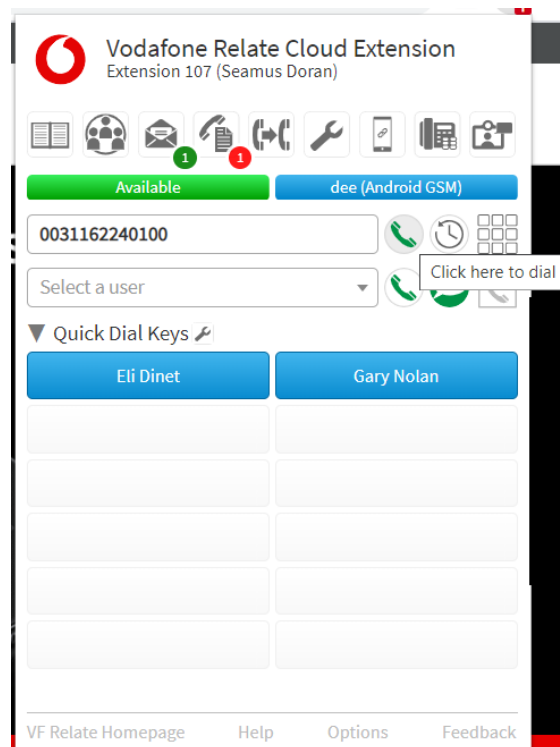 Vodafone Relate Cloud Extension
Extension 107 (Seamus Doran)
1
1
Available
dee (Android GSM)
0031162240100
Click here to dial
Select a user
Quick Dial Keys
Eli Dinet
Gary Nolan
VF Relate Homepage
Help
Options
Feedback